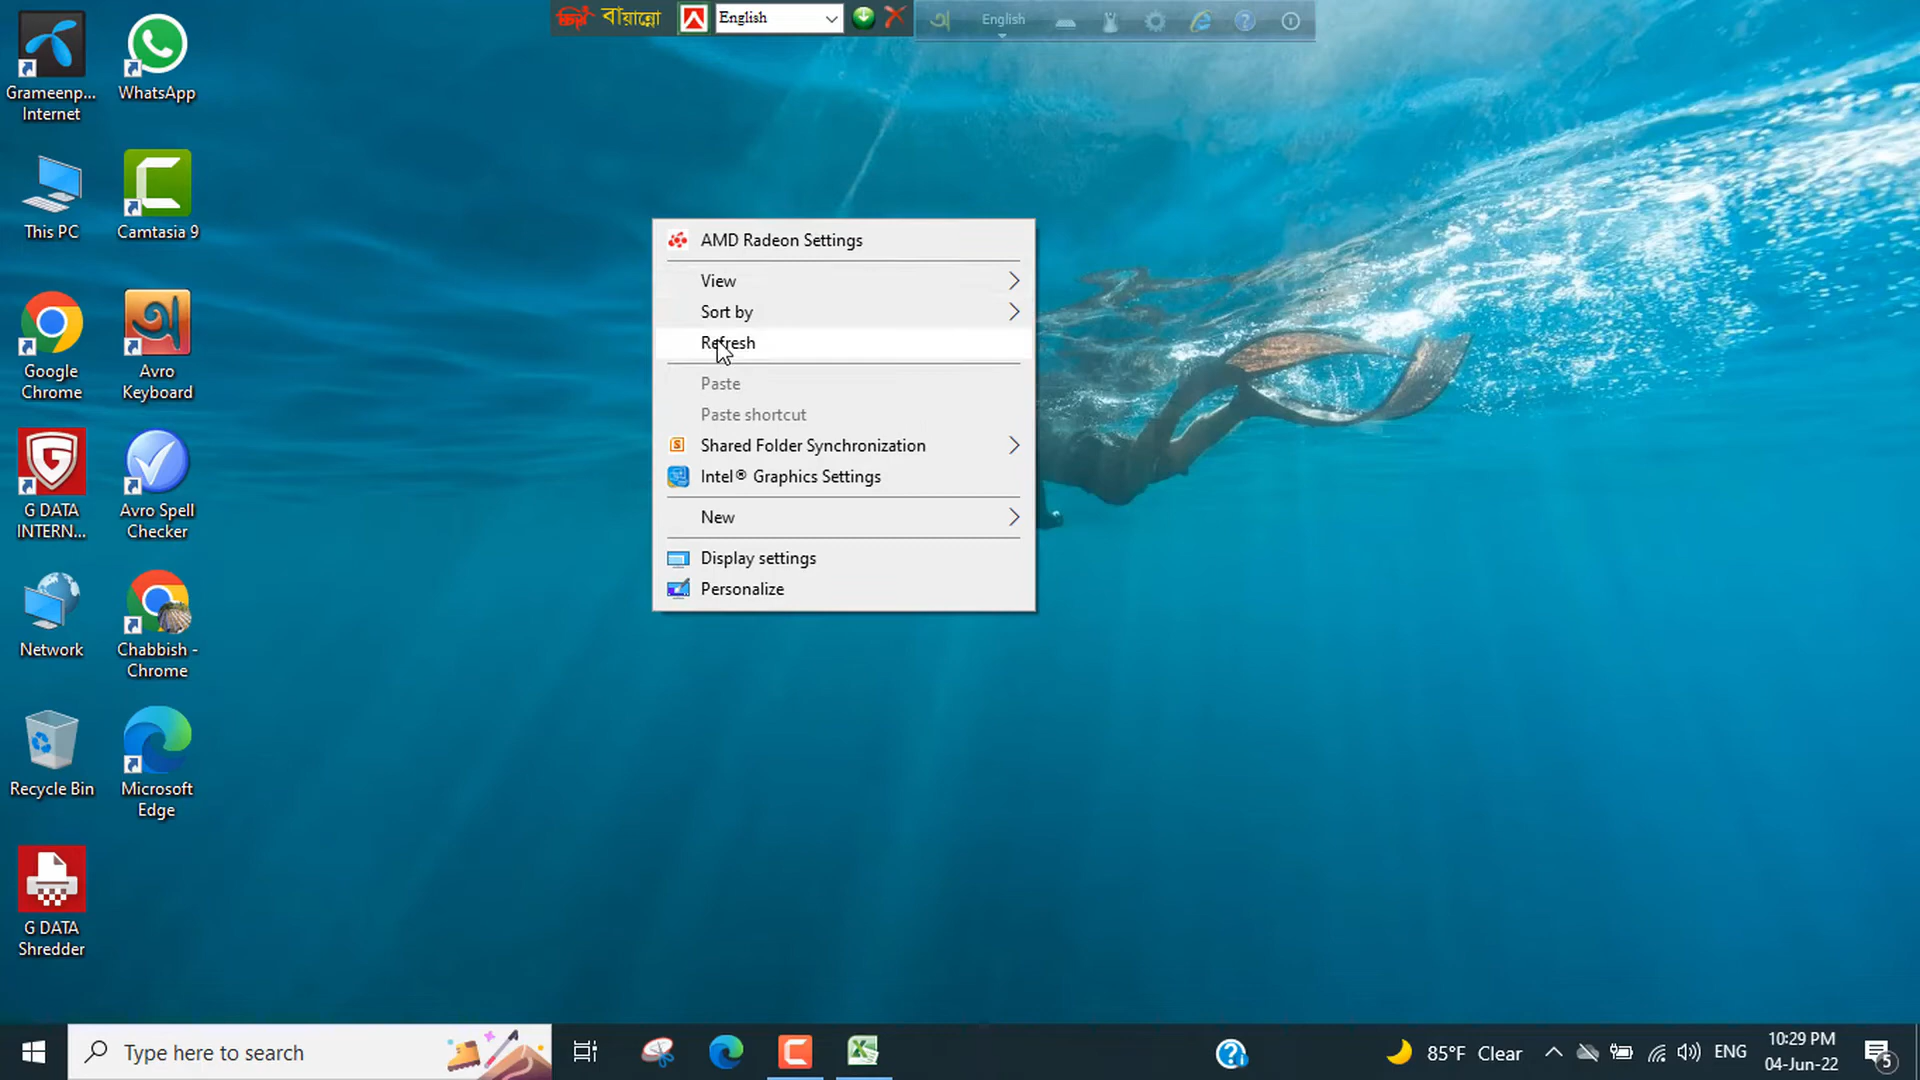 বিজয় বায়ান্নো
English
English
Grameenp...
Internet
WhatsApp
This PC
Camtasia 9
Google
Chrome
Avro
Keyboard
G DATA
INTERN...
Avro Spell
Checker
Network
Chabbish -
Chrome
Recycle Bin
Microsoft
Edge
G DATA
Shredder
AMD Radeon Settings
View
Sort by
Refresh
Paste
Paste shortcut
Shared Folder Synchronization
Intel® Graphics Settings
New
Display settings
Personalize
Type here to search
85°F Clear
ENG
10:29 PM
04-Jun-22
5